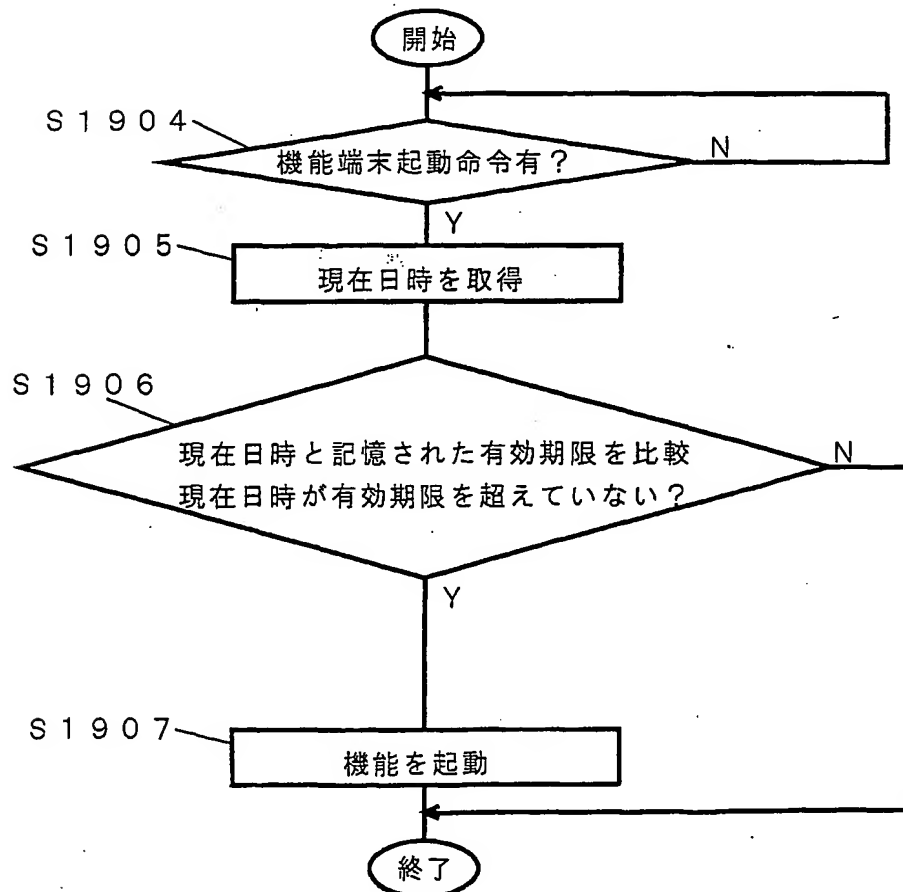 開始
S1904
機能端末起動命令有？
N
Y
S1905
現在日時を取得
S1906
現在日時と記憶された有効期限を比較
現在日時が有効期限を超えていない？
N
Y
S1907
機能を起動
終了